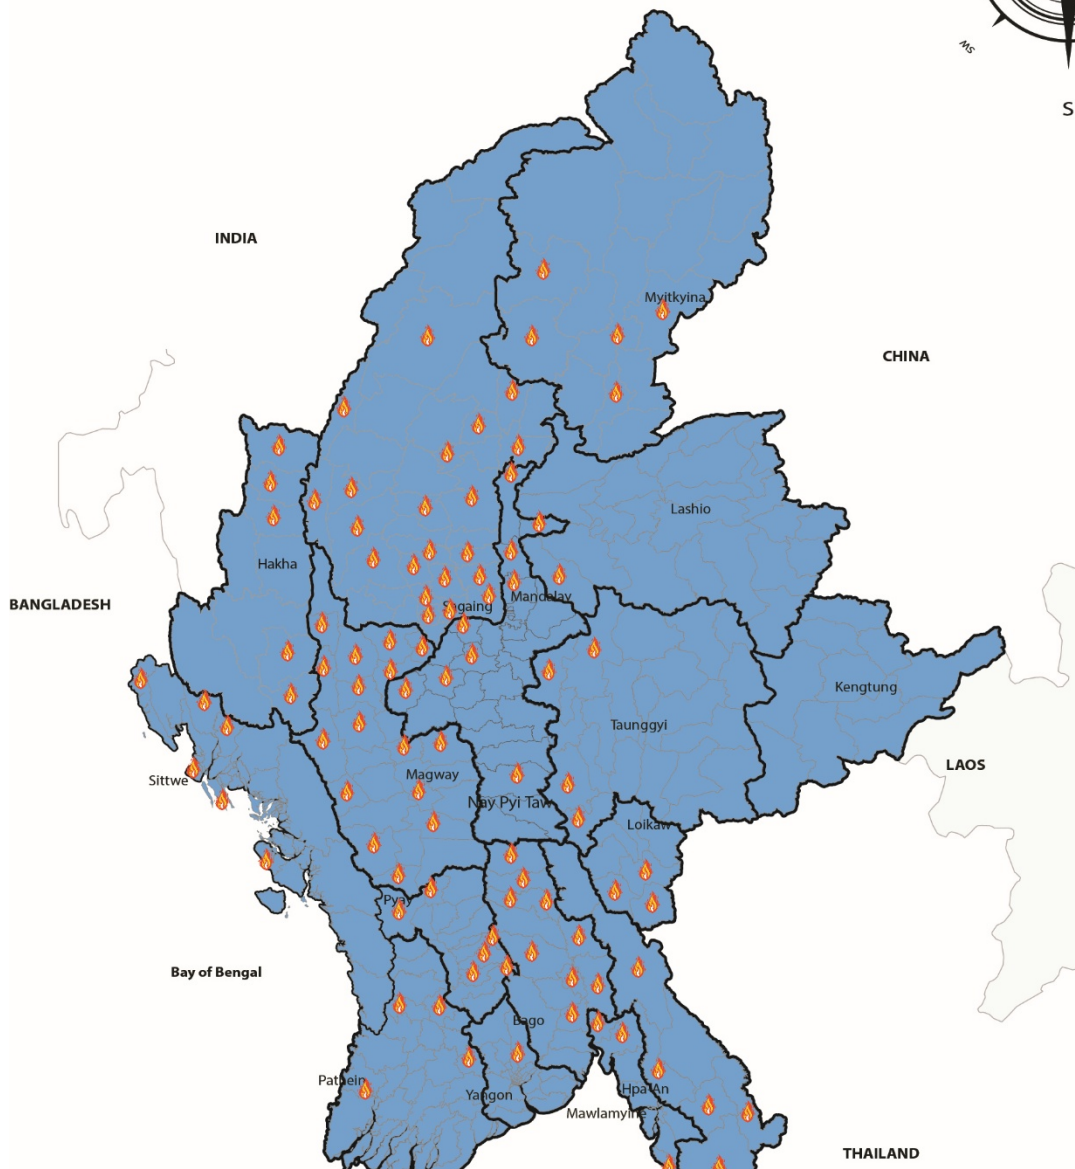 SW
S
INDIA
Myitkyina
CHINA
Lashio
Hakha
BANGLADESH
Sagaing
Mandalay
Kengtung
Taunggyi
LAOS
Sittwe
Magway
Nay Pyi Taw
Loikaw
Pyay
Bay of Bengal
Bago
Pathein
Hpa-An
Yangon
Mawlamyine
THAILAND